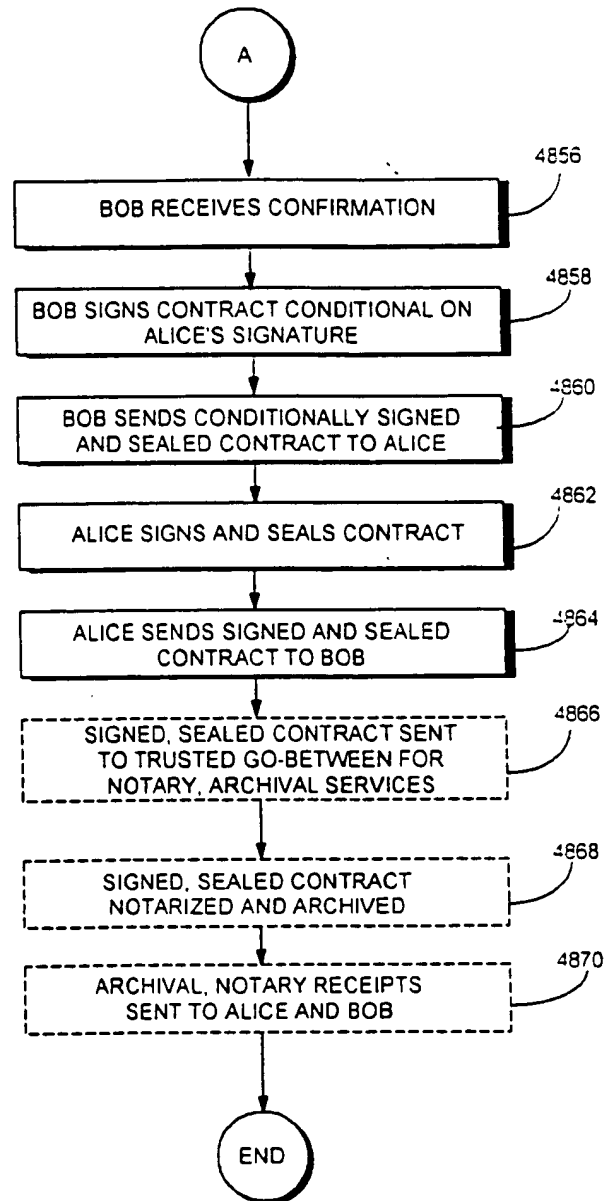 A
4856
BOB RECEIVES CONFIRMATION
4858
BOB SIGNS CONTRACT CONDITIONAL ON
ALICE'S SIGNATURE
4860
BOB SENDS CONDITIONALLY SIGNED
AND SEALED CONTRACT TO ALICE
4862
ALICE SIGNS AND SEALS CONTRACT
4864
ALICE SENDS SIGNED AND SEALED
CONTRACT TO BOB
4866
SIGNED, SEALED CONTRACT SENT
TO TRUSTED GO-BETWEEN FOR
NOTARY, ARCHIVAL SERVICES
4868
SIGNED, SEALED CONTRACT
NOTARIZED AND ARCHIVED
4870
ARCHIVAL, NOTARY RECEIPTS
SENT TO ALICE AND BOB
END